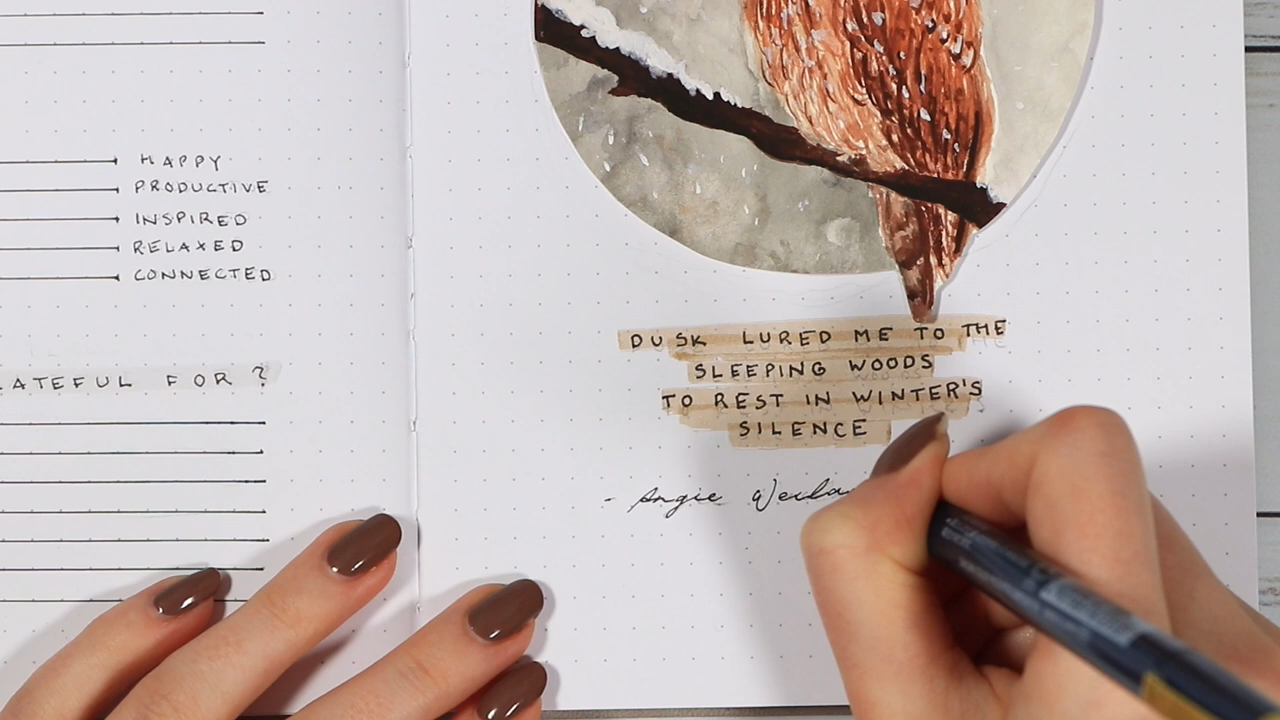 HAPPY
PRODUCTIVE
INSPIRED
RELAXED
CONNECTED
ATEFUL FOR?
DUSK LURED ME TO THE
SLEEPING WOODS
TO REST IN WINTER'S
SILENCE
- Angie